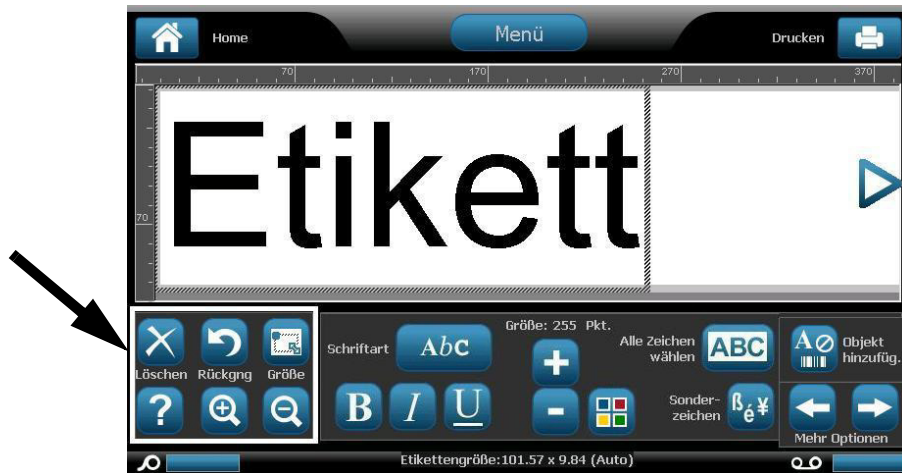 Home
Menü
Drucken
70
170
270
370
70
Etikett
Löschen
Rückgng
Größe
?
Schriftart
AbC
B
I
U
Größe: 255 Pkt.
+
-
Alle Zeichen
wählen
ABC
Sonder-
zeichen
ßé¥
A
Objekt
hinzufüg.
Mehr Optionen
Etikettengröße:101.57 x 9.84 (Auto)